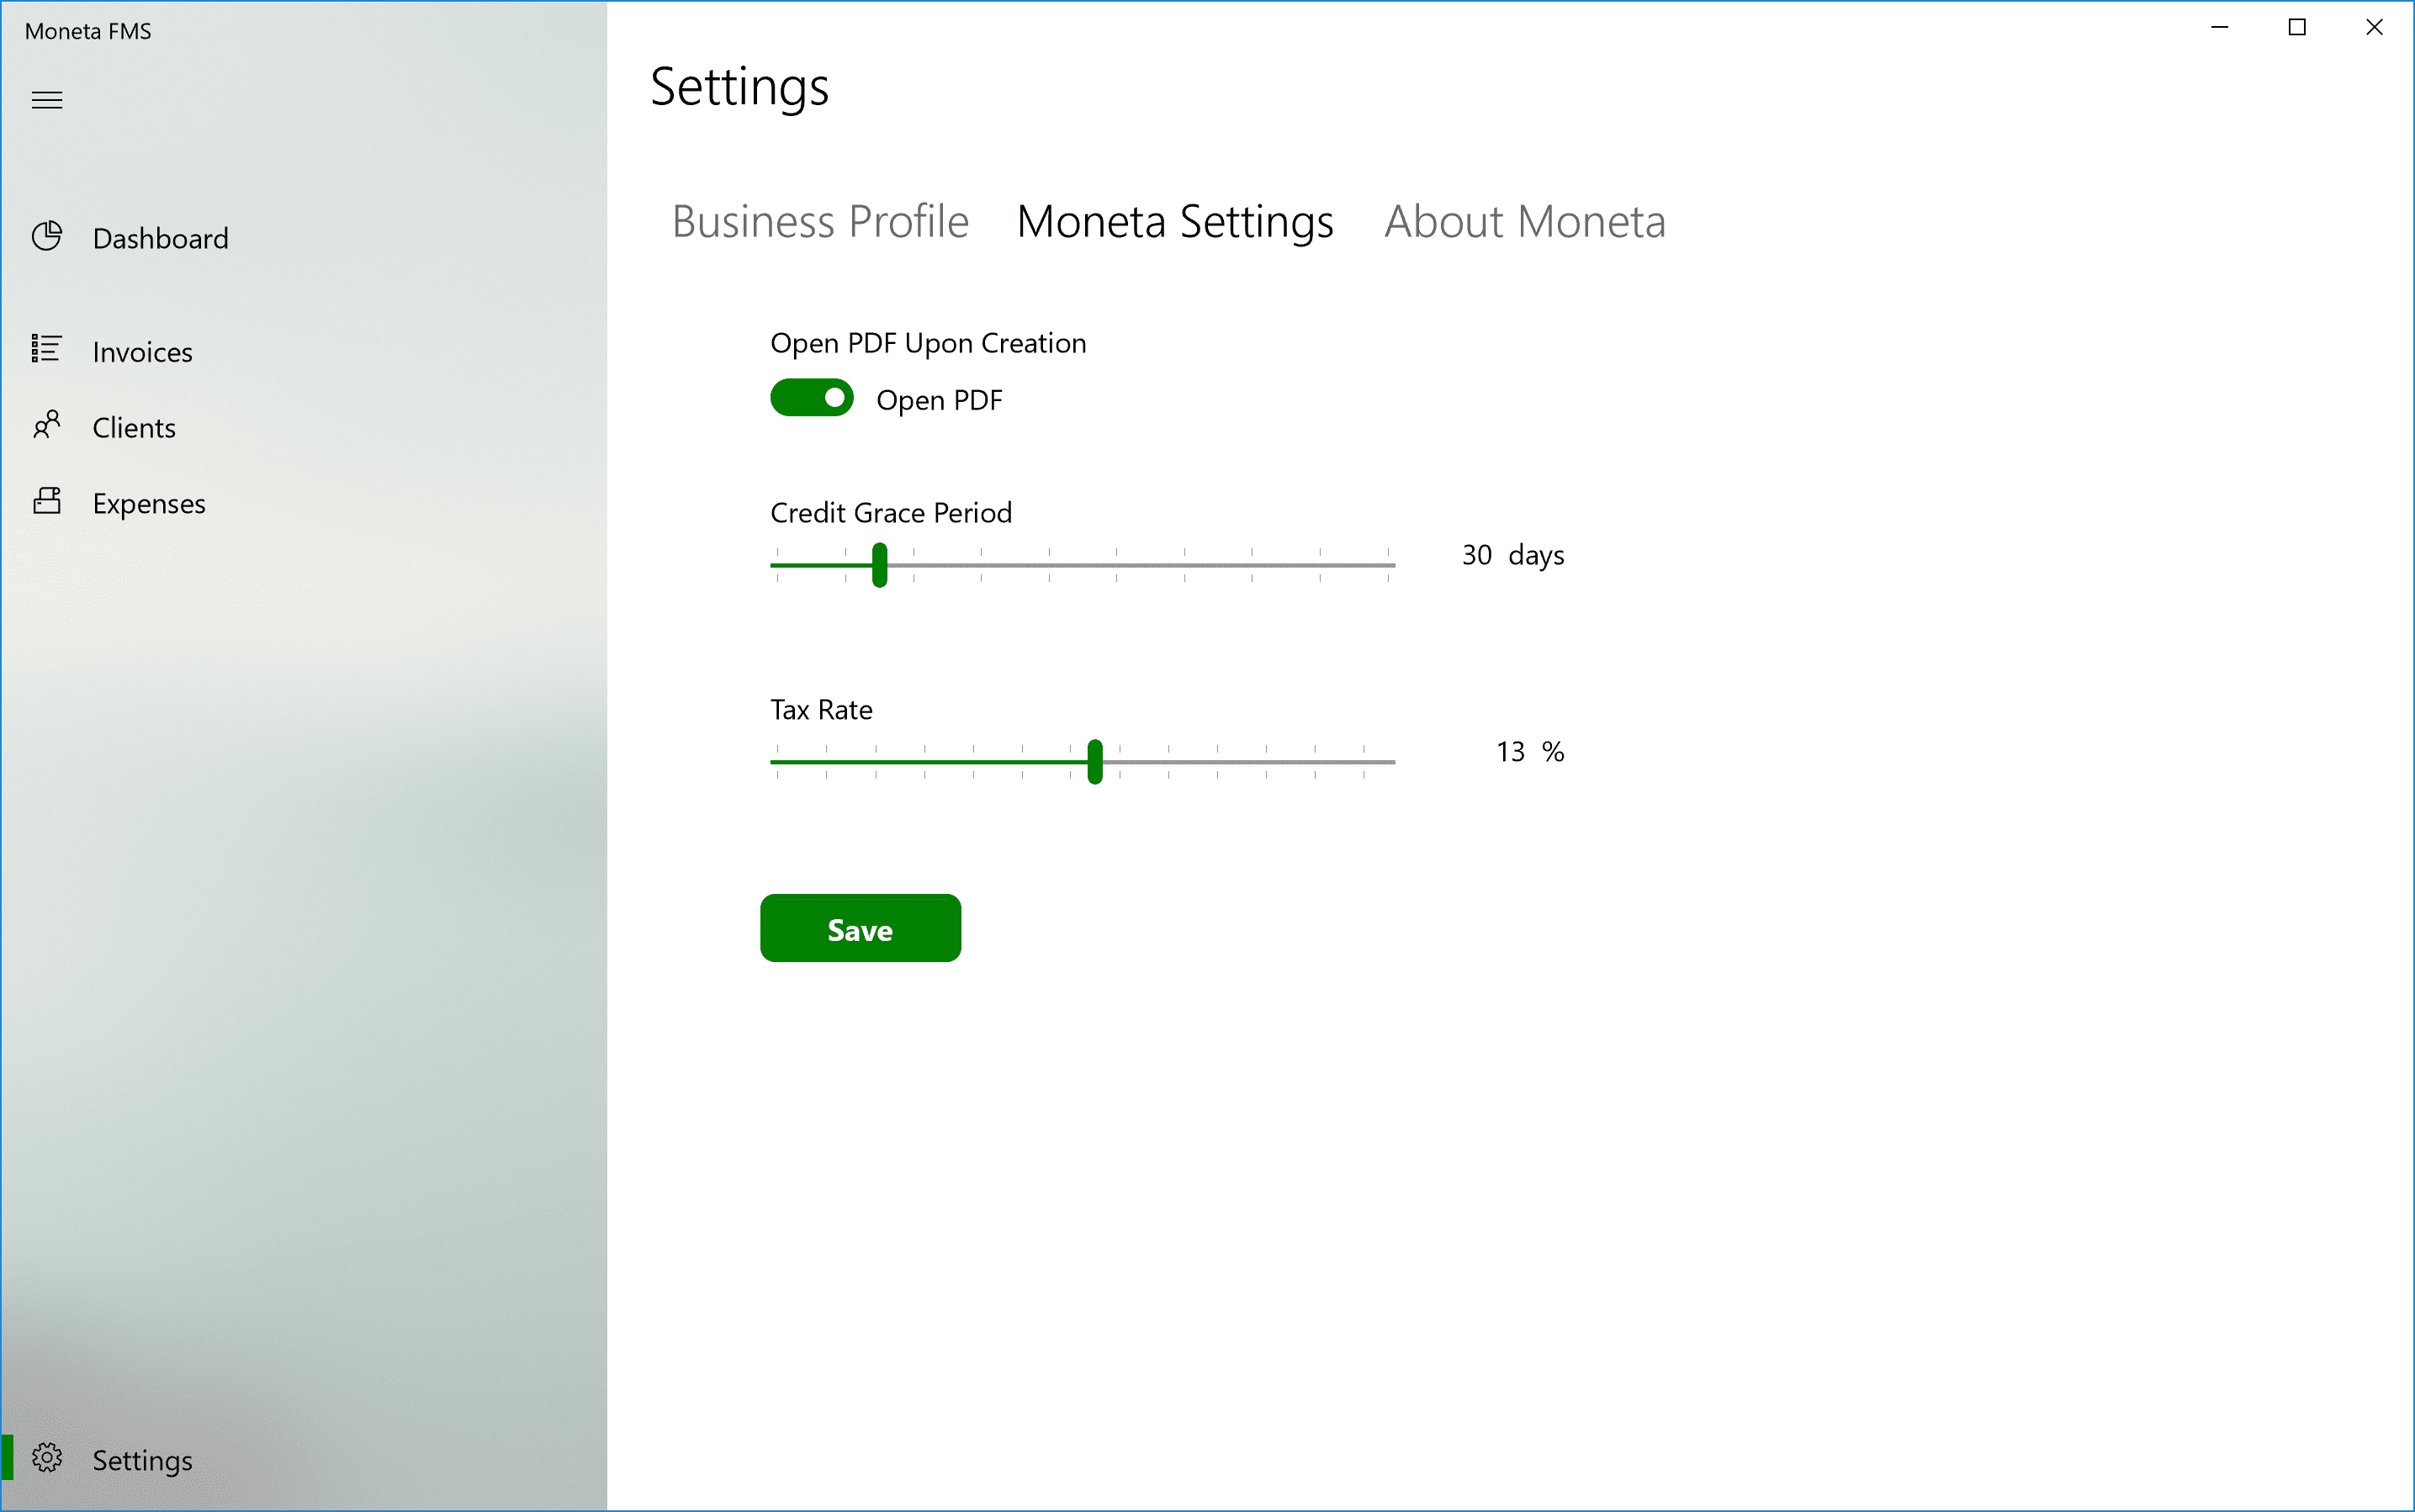 Moneta FMS
Settings
Dashboard
Invoices
Clients
Expenses
Settings
Business Profile Moneta Settings About Moneta
Open PDF Upon Creation
Open PDF
Credit Grace Period
30 days
Tax Rate
13 %
Save